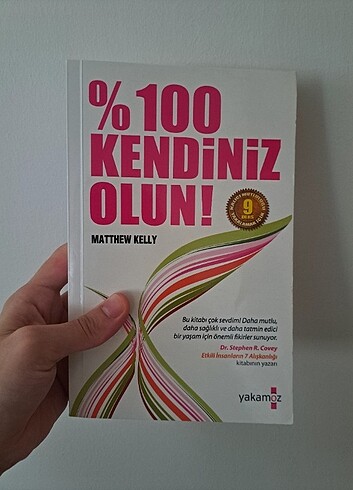 % 100
KENDİNİZ
OLUN!
MATTHEW KELLY
9
Bu kitabı çok sevdim! Daha mutlu,
daha sağlıklı ve daha tatmin edici
bir yaşam için önemli fikirler sunuyor.
Dr. Stephen R. Covey
Etkili İnsanların 7 Alışkanlığı
kitabının yazarı
yakamoz